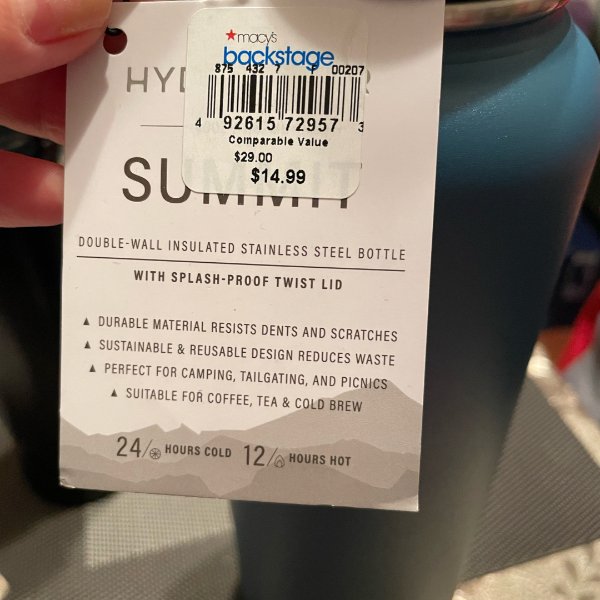 macy's
backstage
875 432 7 F 00207
4 92615 72957 3
Comparable Value
$29.00
$14.99
HYD R
SUMMIT
DOUBLE-WALL INSULATED STAINLESS STEEL BOTTLE
WITH SPLASH-PROOF TWIST LID
▲ DURABLE MATERIAL RESISTS DENTS AND SCRATCHES
▲ SUSTAINABLE & REUSABLE DESIGN REDUCES WASTE
▲ PERFECT FOR CAMPING, TAILGATING, AND PICNICS
▲ SUITABLE FOR COFFEE, TEA & COLD BREW
24/ HOURS COLD 12/ HOURS HOT